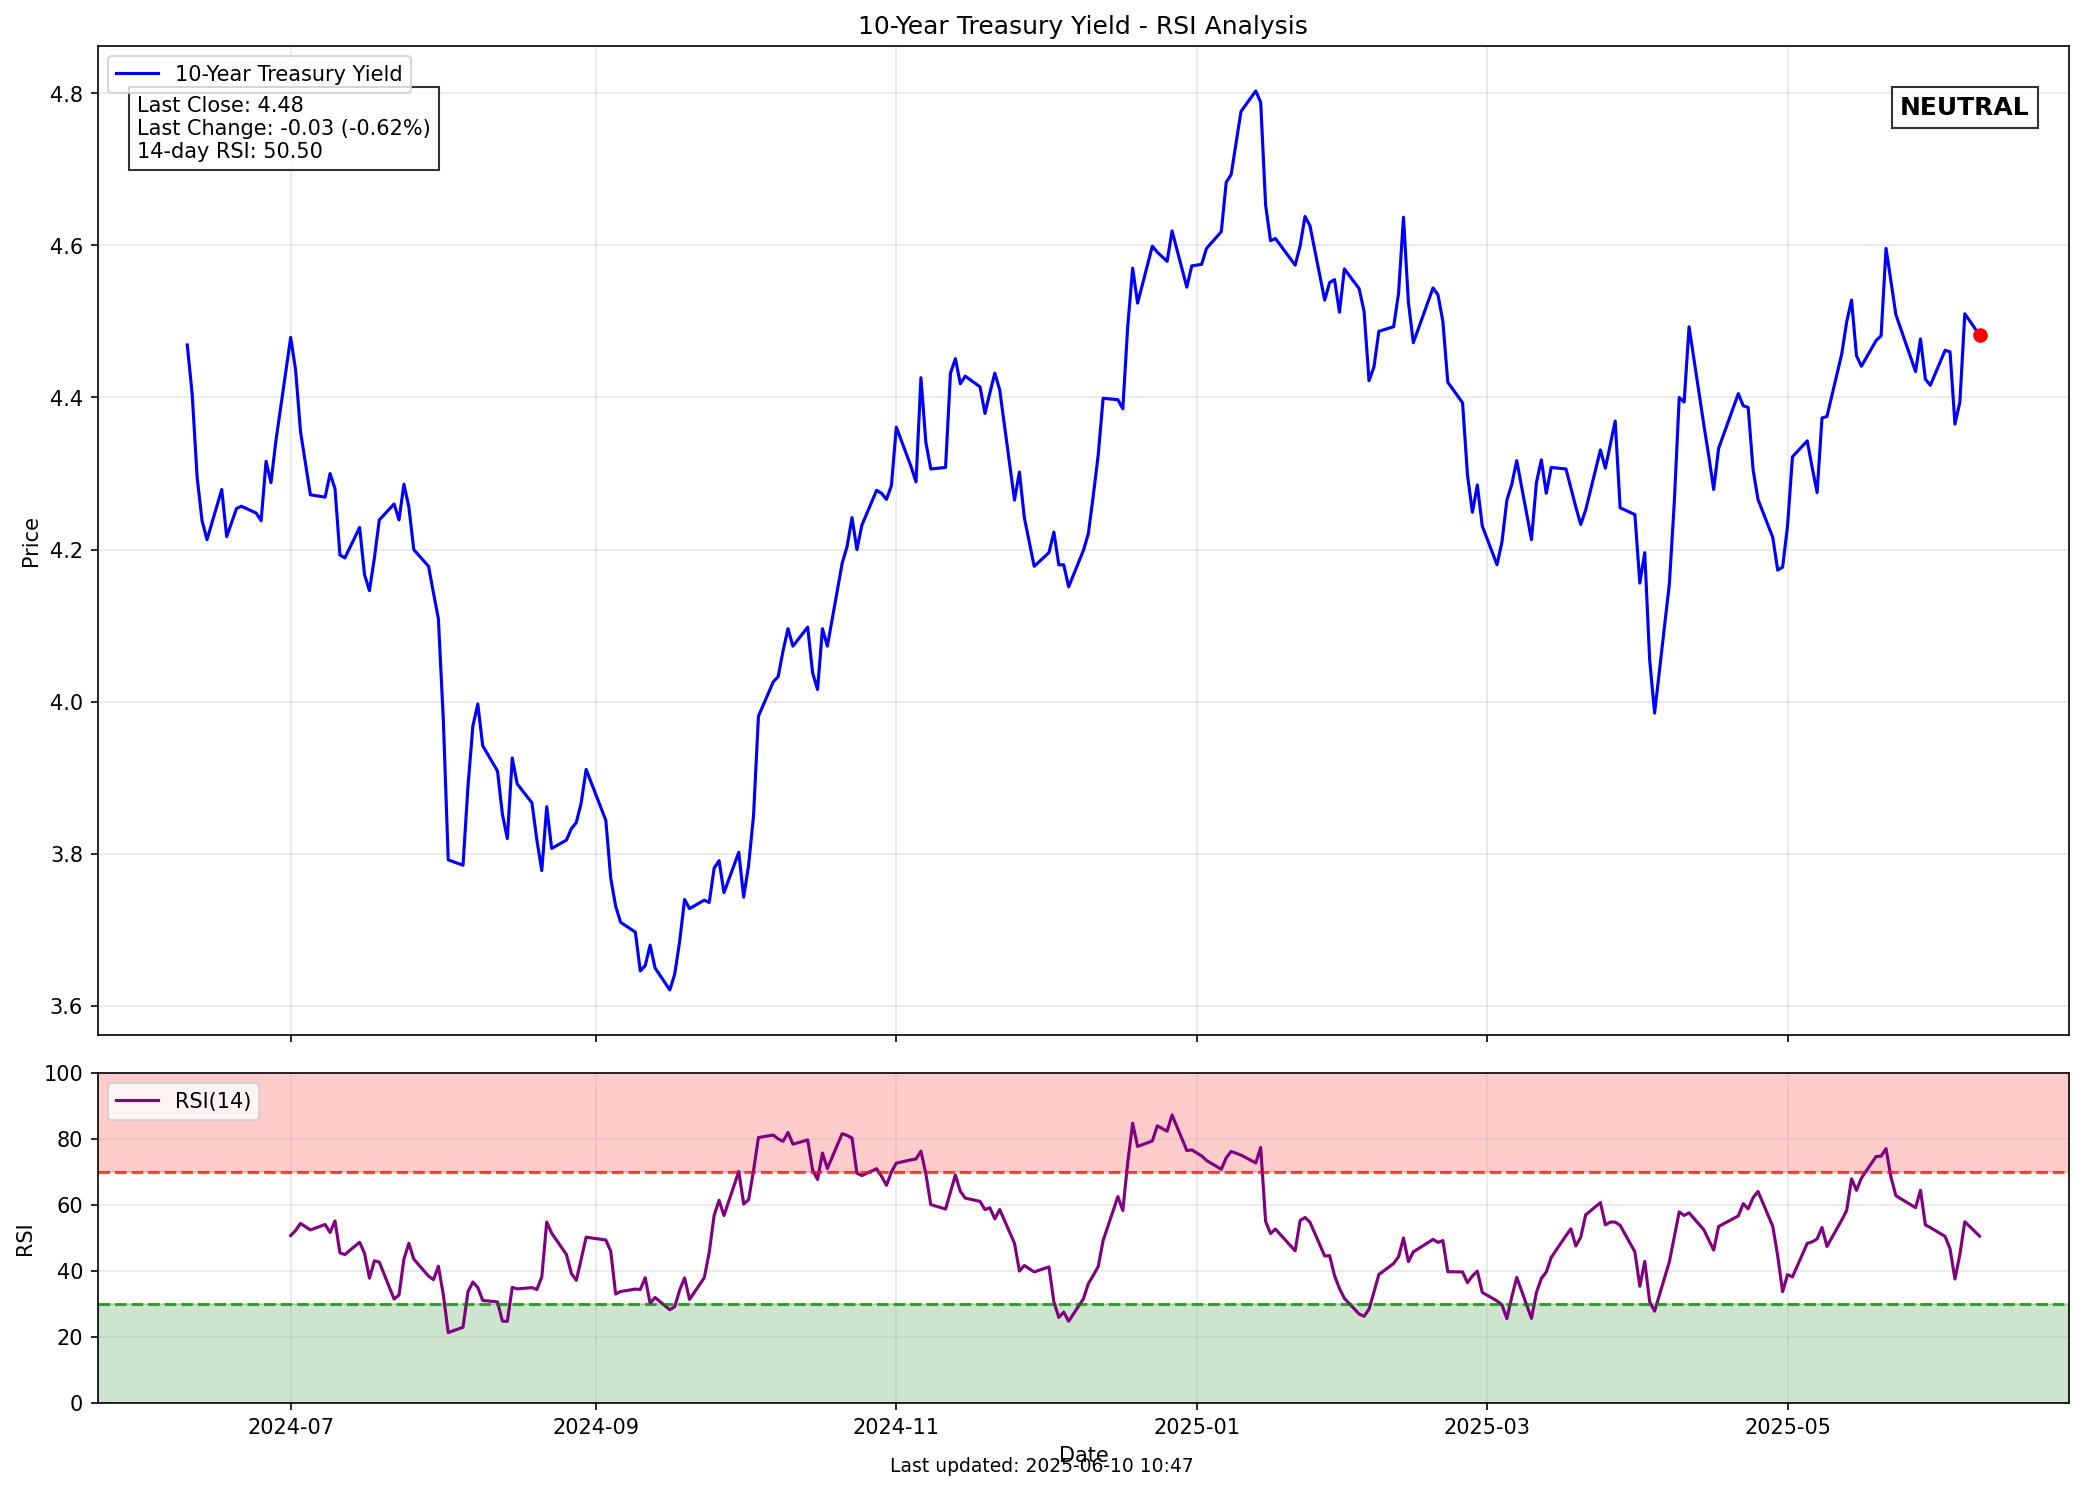 10-Year Treasury Yield - RSI Analysis
10-Year Treasury Yield
Last Close: 4.48
Last Change: -0.03 (-0.62%)
14-day RSI: 50.50
NEUTRAL
4.8
4.6
4.4
4.2
4.0
3.8
3.6
Price
RSI(14)
100
80
60
40
20
0
RSI
2024-07
2024-09
2024-11
2025-01
2025-03
2025-05
Date
Last updated: 2025-06-10 10:47